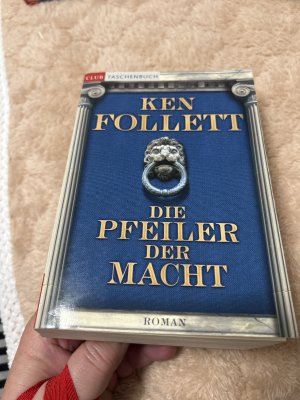 CLUB TASCHENBUCH
KEN
FOLLETT
DIE
PFEILER
DER
MACHT
ROMAN